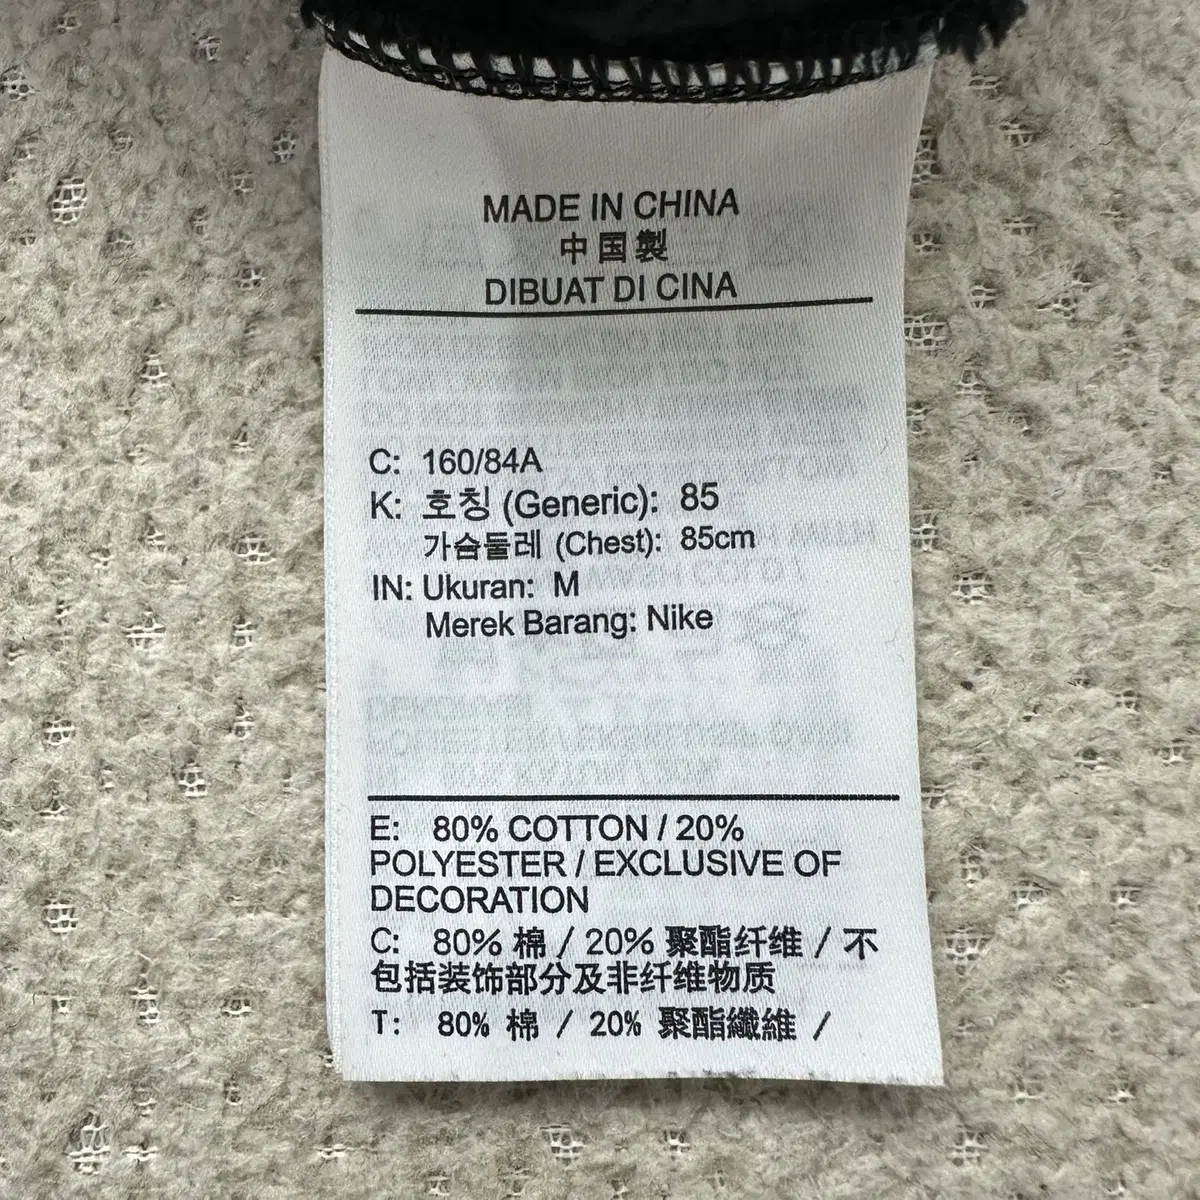 MADE IN CHINA
中国製
DIBUAT DI CINA
C: 160/84A
K: 호칭 (Generic): 85
가슴둘레 (Chest): 85cm
IN: Ukuran: M
Merek Barang: Nike
E: 80% COTTON / 20%
POLYESTER / EXCLUSIVE OF
DECORATION
C: 80% 棉 / 20% 聚酯纤维 / 不
包括装饰部分及非纤维物质
T: 80% 棉 / 20% 聚酯纖維 /